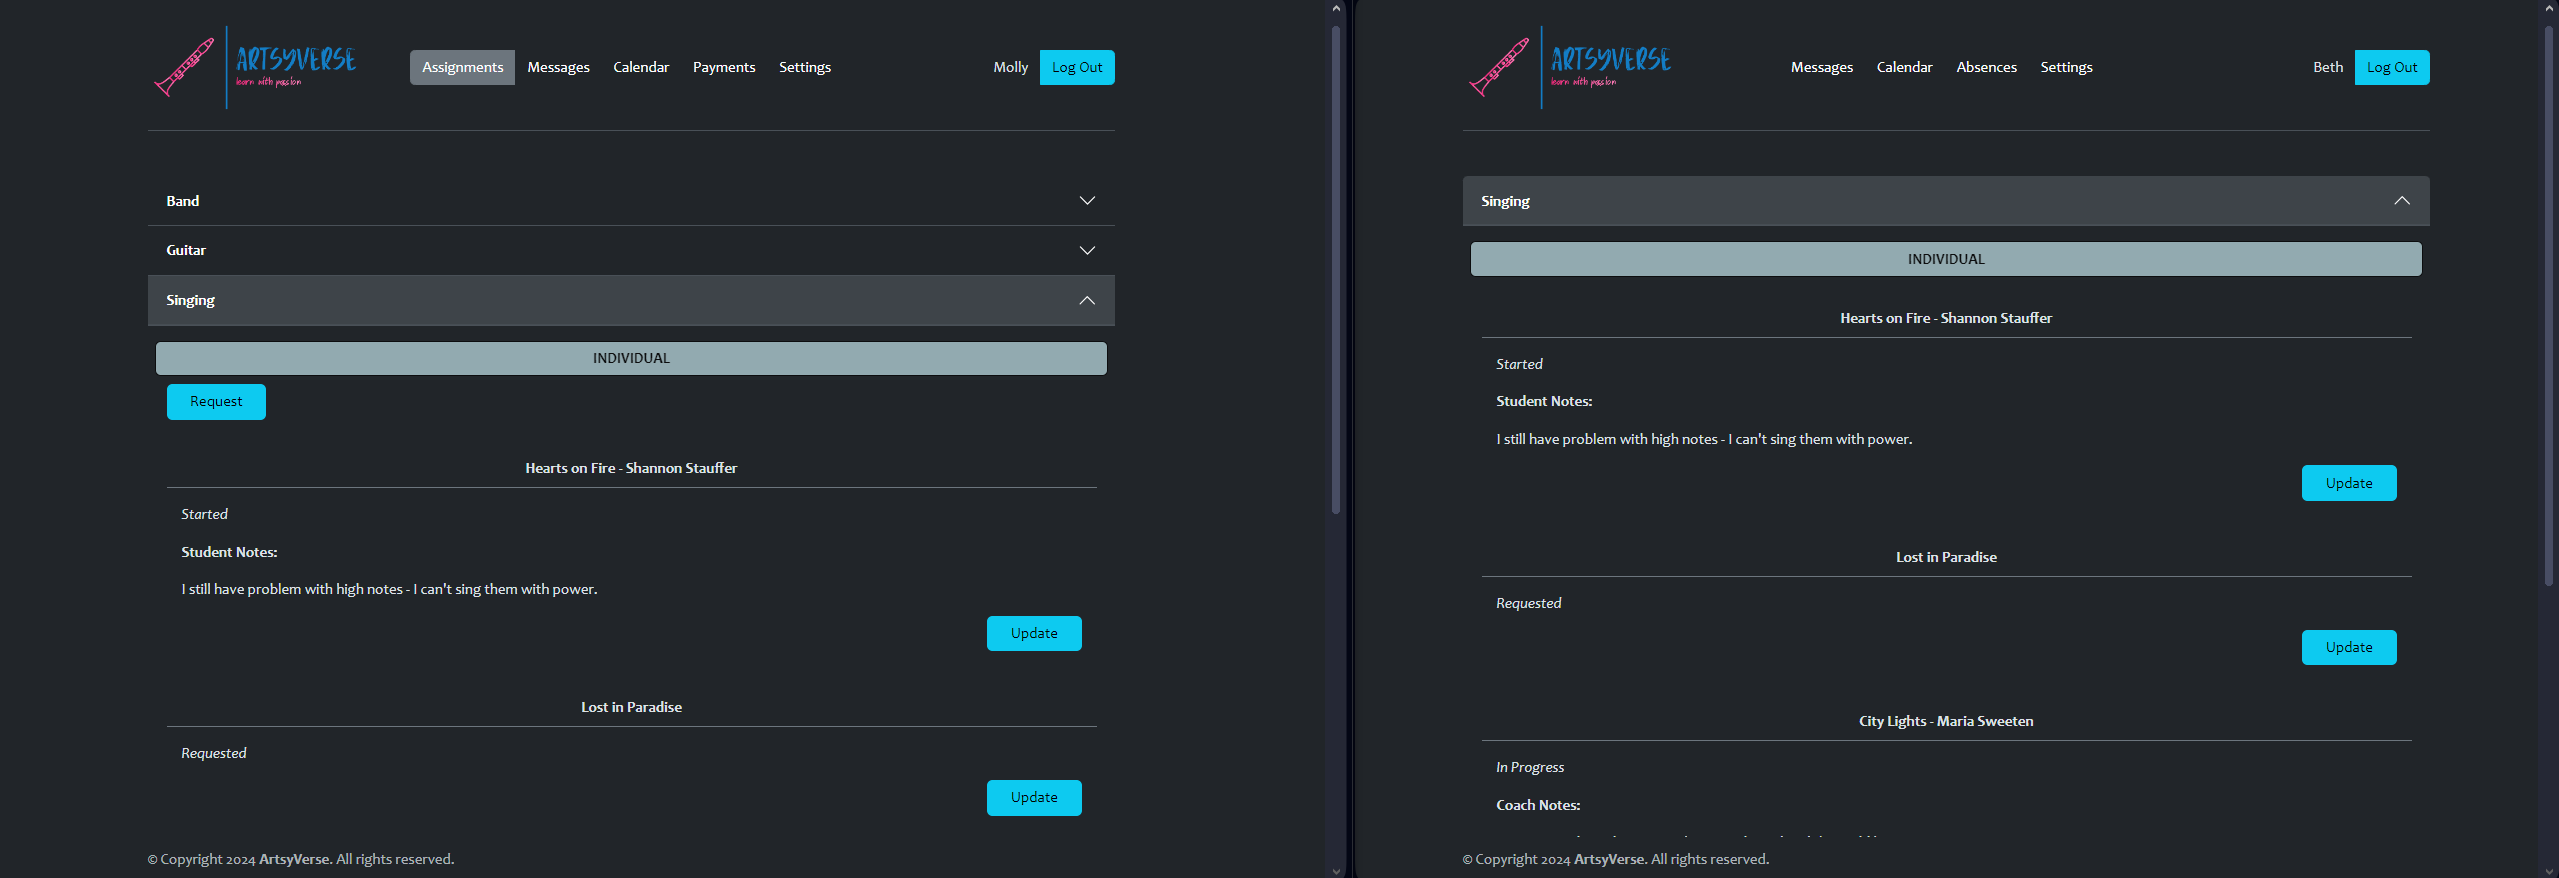 ARTSYVERSE
learn with passion
Assignments Messages Calendar Payments Settings
Molly Log Out
Band
Guitar
Singing
INDIVIDUAL
Request
Hearts on Fire - Shannon Stauffer
Started
Student Notes:
I still have problem with high notes - I can't sing them with power.
Update
Lost in Paradise
Requested
Update
© Copyright 2024 ArtsyVerse. All rights reserved.
ARTSYVERSE
learn with passion
Messages Calendar Absences Settings
Beth Log Out
Singing
INDIVIDUAL
Hearts on Fire - Shannon Stauffer
Started
Student Notes:
I still have problem with high notes - I can't sing them with power.
Update
Lost in Paradise
Requested
Update
City Lights - Maria Sweeten
In Progress
Coach Notes:
© Copyright 2024 ArtsyVerse. All rights reserved.